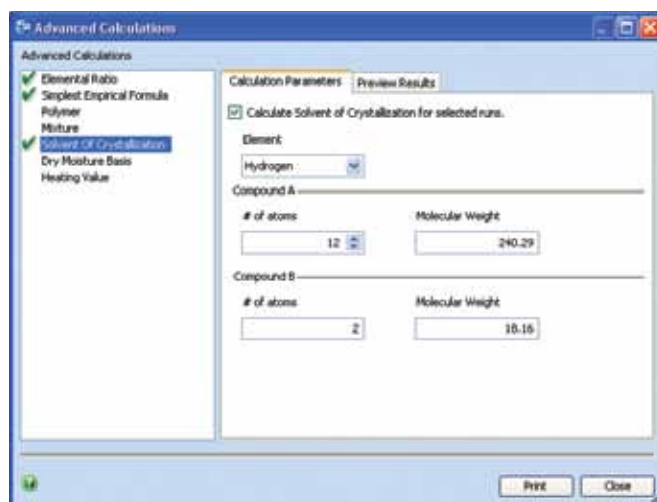 Advanced Calculations
Advanced Calculations
Elemental Ratio
Simplest Empirical Formula
Polymer
Mixture
Solvent Of Crystallization
Dry Moisture Basis
Heating Value
Calculation Parameters
Preview Results
Calculate Solvent of Crystallization for selected runs.
Element
Hydrogen
Compound A
# of atoms
Molecular Weight
12
240.29
Compound B
# of atoms
Molecular Weight
2
18.16
Print
Close